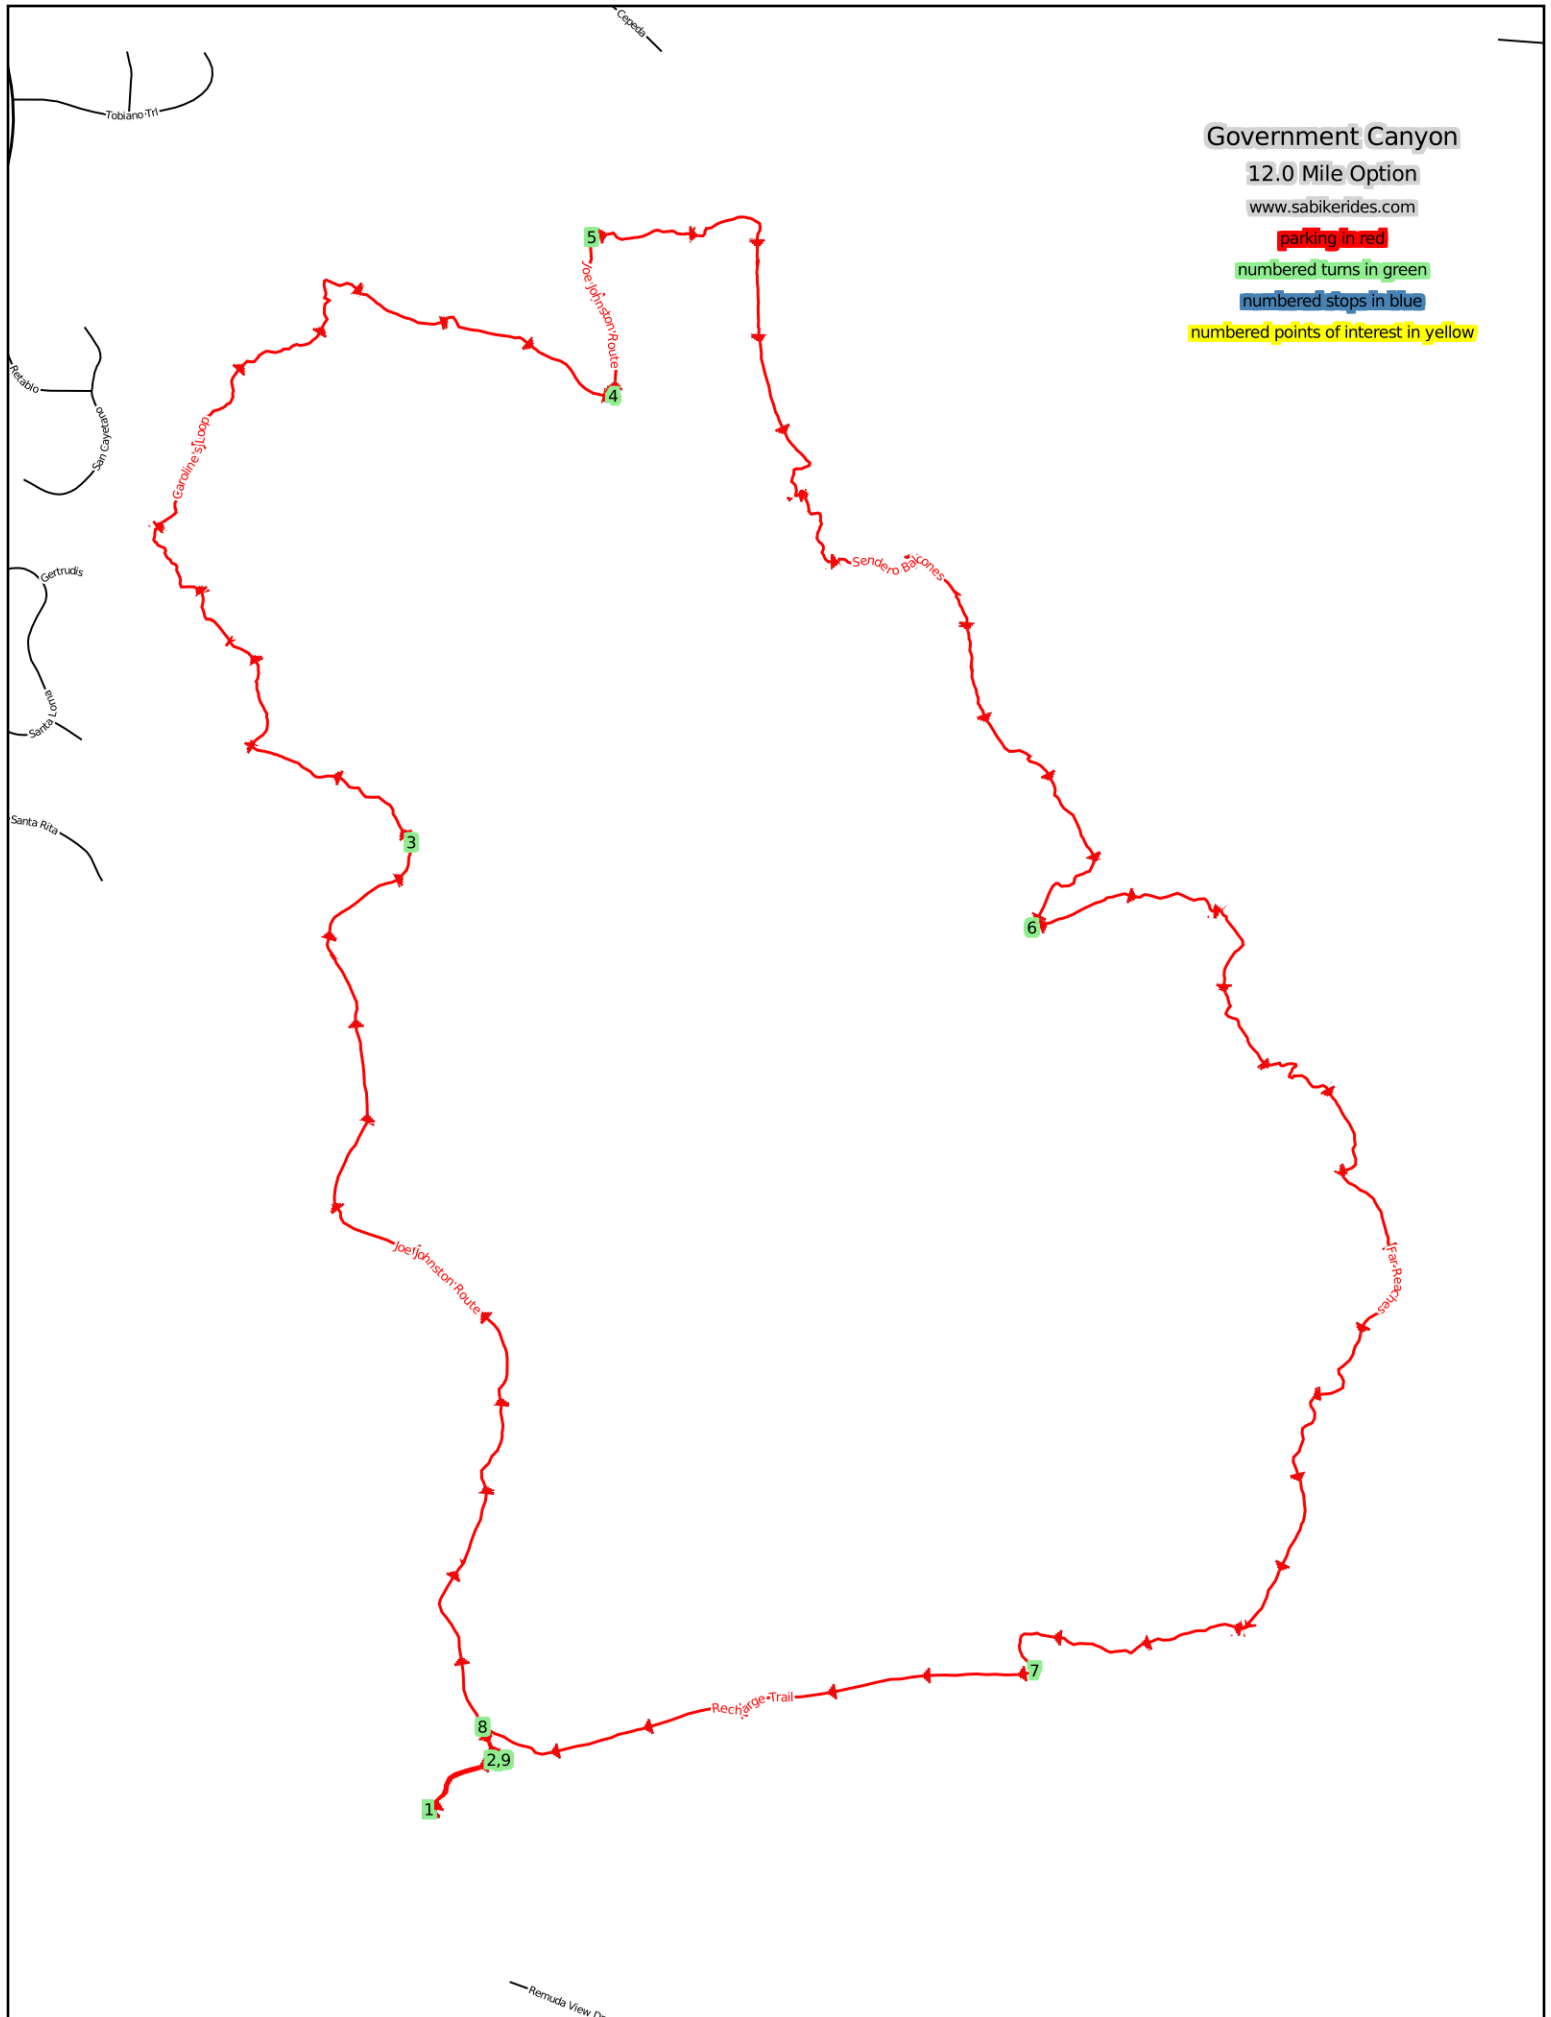 Cepeda
Tobiano Trl
Government Canyon
12.0 Mile Option
www.sabikerides.com
parking in red
numbered turns in green
numbered stops in blue
numbered points of interest in yellow
5
Joe Johnston Route
4
Retablo
San Cayetano
Caroline's Loop
Sendero Balcones
Gertrudis
Santa Loma
Santa Rita
3
6
Joe Johnston Route
Far Reaches
7
Recharge Trail
8
2,9
1
Remuda View